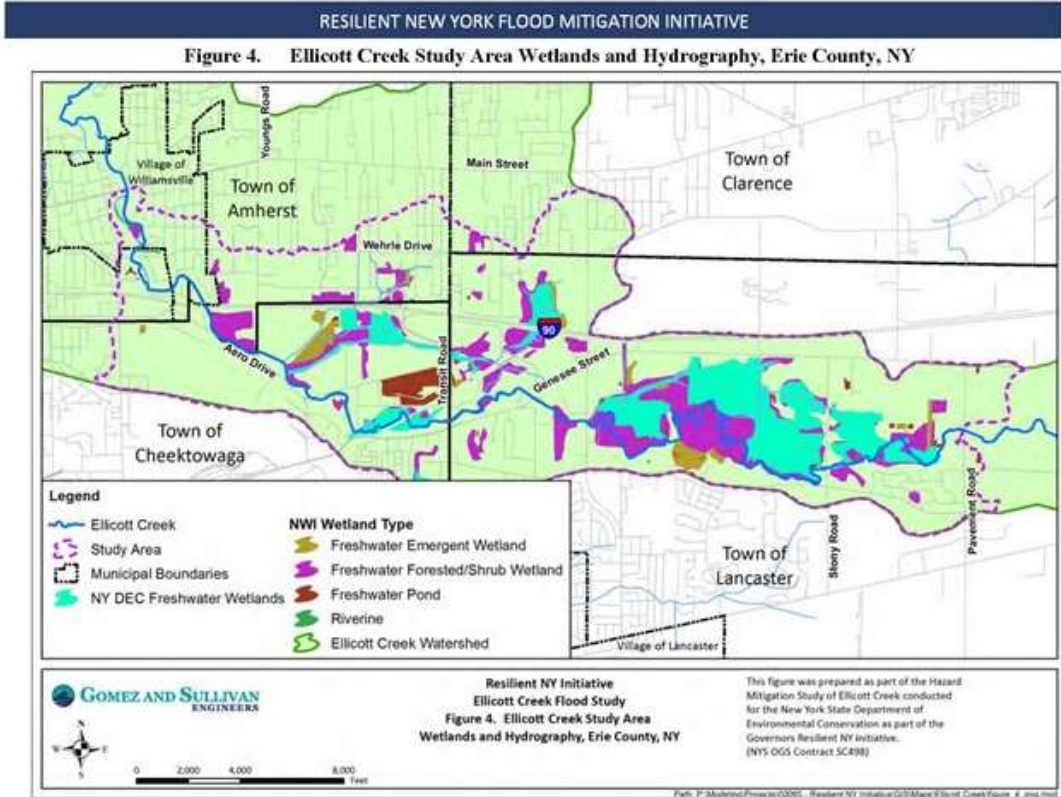 RESILIENT NEW YORK FLOOD MITIGATION INITIATIVE
Figure 4. Ellicott Creek Study Area Wetlands and Hydrography, Erie County, NY
Youngs Road
Village of
Williamsville
Town of
Amherst
Main Street
Town of
Clarence
Wehrle Drive
90
Aero Drive
Transit Road
Genesee Street
Town of
Cheektowaga
Stony Road
Pavement Road
Town of
Lancaster
Village of Lancaster
Legend
Ellicott Creek
Study Area
Municipal Boundaries
NY DEC Freshwater Wetlands
NWI Wetland Type
Freshwater Emergent Wetland
Freshwater Forested/Shrub Wetland
Freshwater Pond
Riverine
Ellicott Creek Watershed
GOMEZ AND SULLIVAN
ENGINEERS
N
W E
S
0 2,000 4,000 8,000
Feet
Resilient NY Initiative
Ellicott Creek Flood Study
Figure 4. Ellicott Creek Study Area
Wetlands and Hydrography, Erie County, NY
This figure was prepared as part of the Hazard
Mitigation Study of Ellicott Creek conducted
for the New York State Department of
Environmental Conservation as part of the
Governors Resilient NY Initiative.
(NYS OGS Contract SC498)